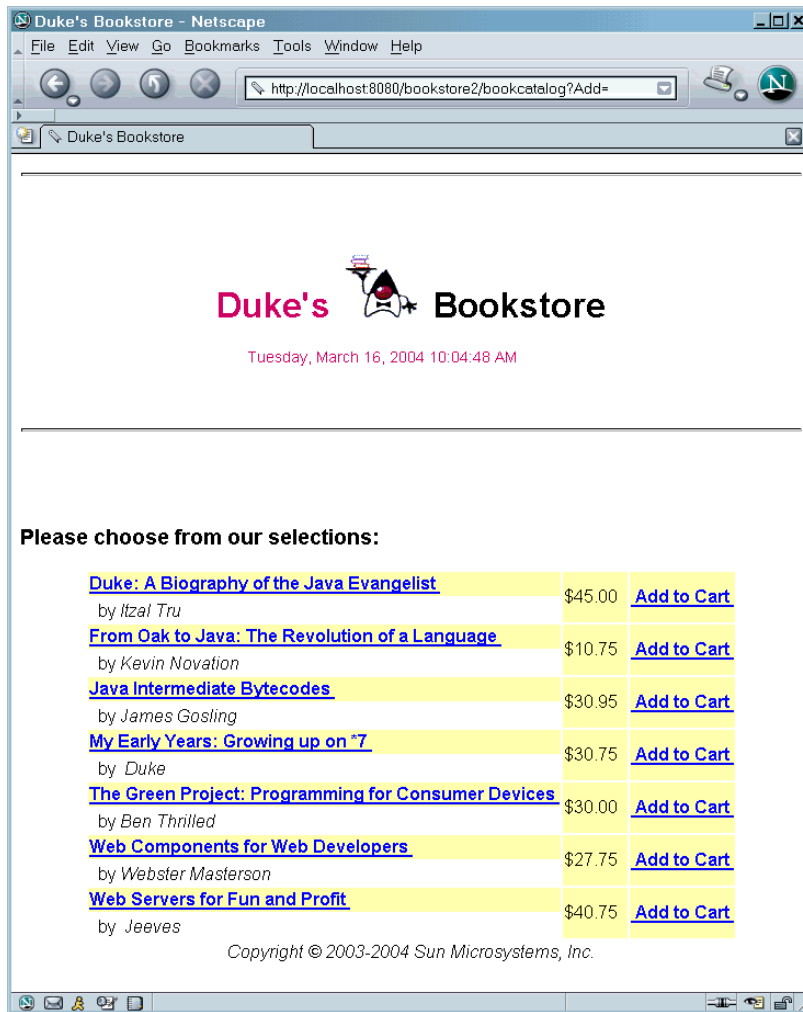 Duke's Bookstore - Netscape
File Edit View Go Bookmarks Tools Window Help
http://localhost:8080/bookstore2/bookcatalog?Add=
N
Duke's Bookstore
Duke's Bookstore
Tuesday, March 16, 2004 10:04:48 AM
Please choose from our selections:
Duke: A Biography of the Java Evangelist
$45.00 Add to Cart
by Itzal Tru
From Oak to Java: The Revolution of a Language
$10.75 Add to Cart
by Kevin Novation
Java Intermediate Bytecodes
$30.95 Add to Cart
by James Gosling
My Early Years: Growing up on *7
$30.75 Add to Cart
by Duke
The Green Project: Programming for Consumer Devices
$30.00 Add to Cart
by Ben Thrilled
Web Components for Web Developers
$27.75 Add to Cart
by Webster Masterson
Web Servers for Fun and Profit
$40.75 Add to Cart
by Jeeves
Copyright © 2003-2004 Sun Microsystems, Inc.